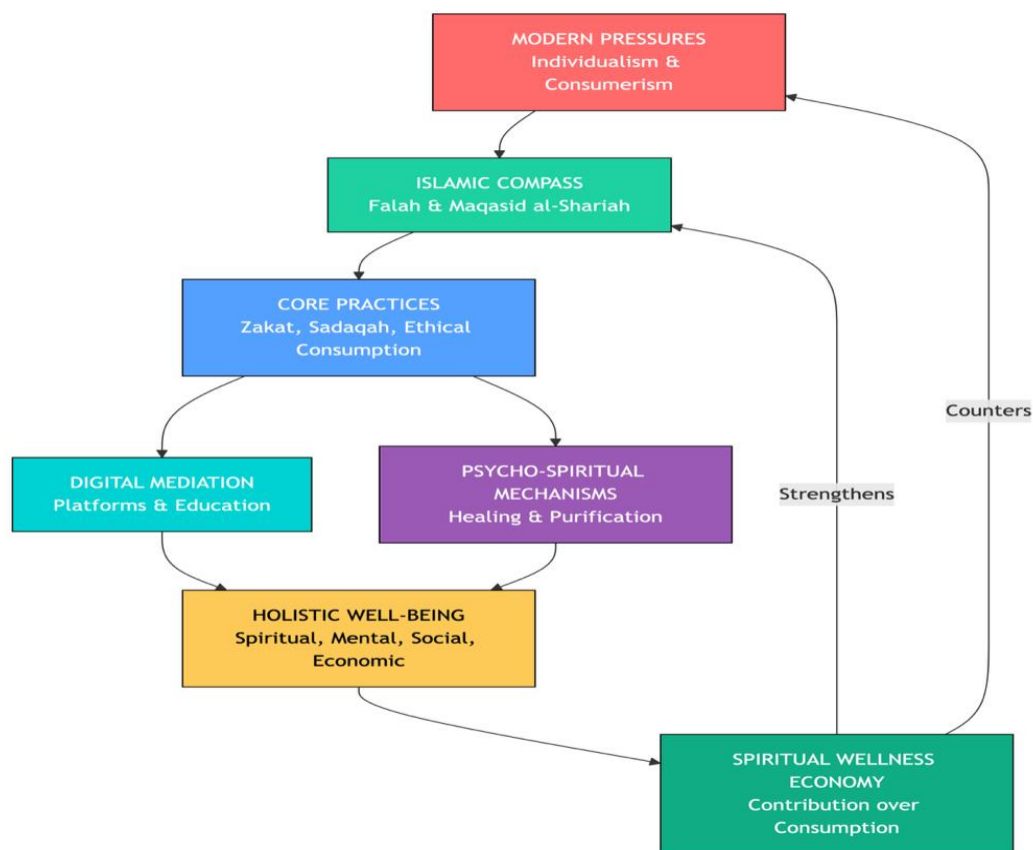 MODERN PRESSURES
Individualism &
Consumerism
ISLAMIC COMPASS
Falah & Maqasid al-Shariah
CORE PRACTICES
Zakat, Sadaqah, Ethical
Consumption
Counters
DIGITAL MEDIATION
Platforms & Education
PSYCHO-SPIRITUAL
MECHANISMS
Healing & Purification
Strengthens
HOLISTIC WELL-BEING
Spiritual, Mental, Social,
Economic
SPIRITUAL WELLNESS
ECONOMY
Contribution over
Consumption